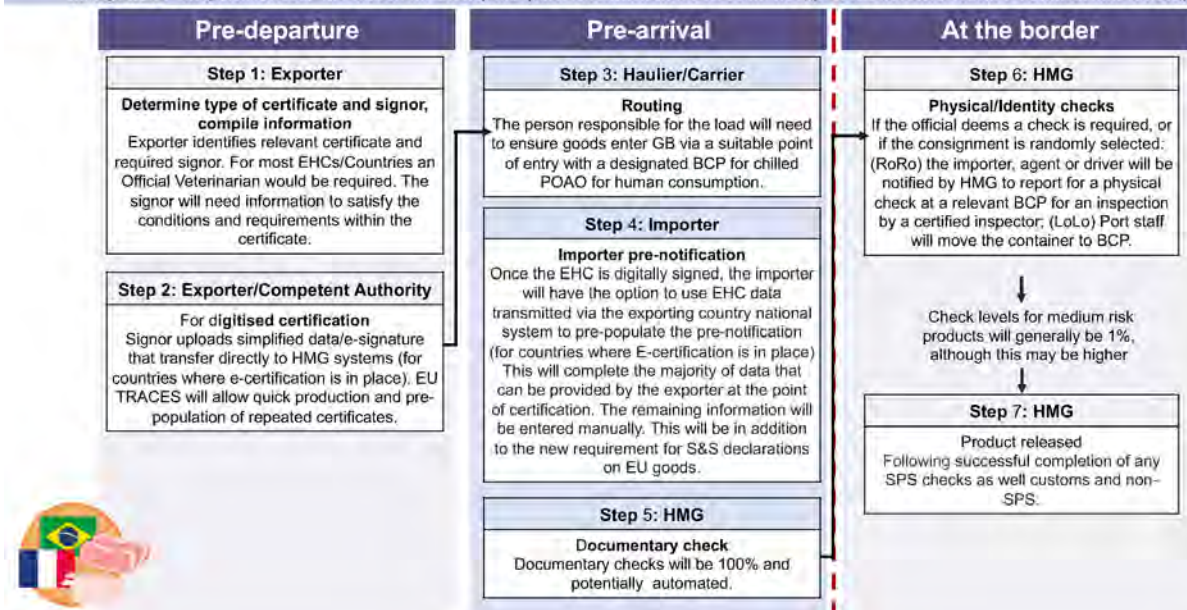 Pre-departure
Step 1: Exporter
Determine type of certificate and signor,
compile information
Exporter identifies relevant certificate and
required signor. For most EHCs/Countries an
Official Veterinarian would be required. The
signor will need information to satisfy the
conditions and requirements within the
certificate.
Step 2: Exporter/Competent Authority
For digitised certification
Signor uploads simplified data/e-signature
that transfer directly to HMG systems (for
countries where e-certification is in place). EU
TRACES will allow quick production and pre-
population of repeated certificates.
Pre-arrival
Step 3: Haulier/Carrier
Routing
The person responsible for the load will need
to ensure goods enter GB via a suitable point
of entry with a designated BCP for chilled
POAO for human consumption.
Step 4: Importer
Importer pre-notification
Once the EHC is digitally signed, the importer
will have the option to use EHC data
transmitted via the exporting country national
system to pre-populate the pre-notification
(for countries where E-certification is in place)
This will complete the majority of data that
can be provided by the exporter at the point
of certification. The remaining information will
be entered manually. This will be in addition
to the new requirement for S&S declarations
on EU goods.
Step 5: HMG
Documentary check
Documentary checks will be 100% and
potentially automated.
At the border
Step 6: HMG
Physical/Identity checks
If the official deems a check is required, or
if the consignment is randomly selected:
(RoRo) the importer, agent or driver will be
notified by HMG to report for a physical
check at a relevant BCP for an inspection
by a certified inspector; (LoLo) Port staff
will move the container to BCP.
Check levels for medium risk
products will generally be 1%,
although this may be higher
Step 7: HMG
Product released
Following successful completion of any
SPS checks as well customs and non-
SPS.